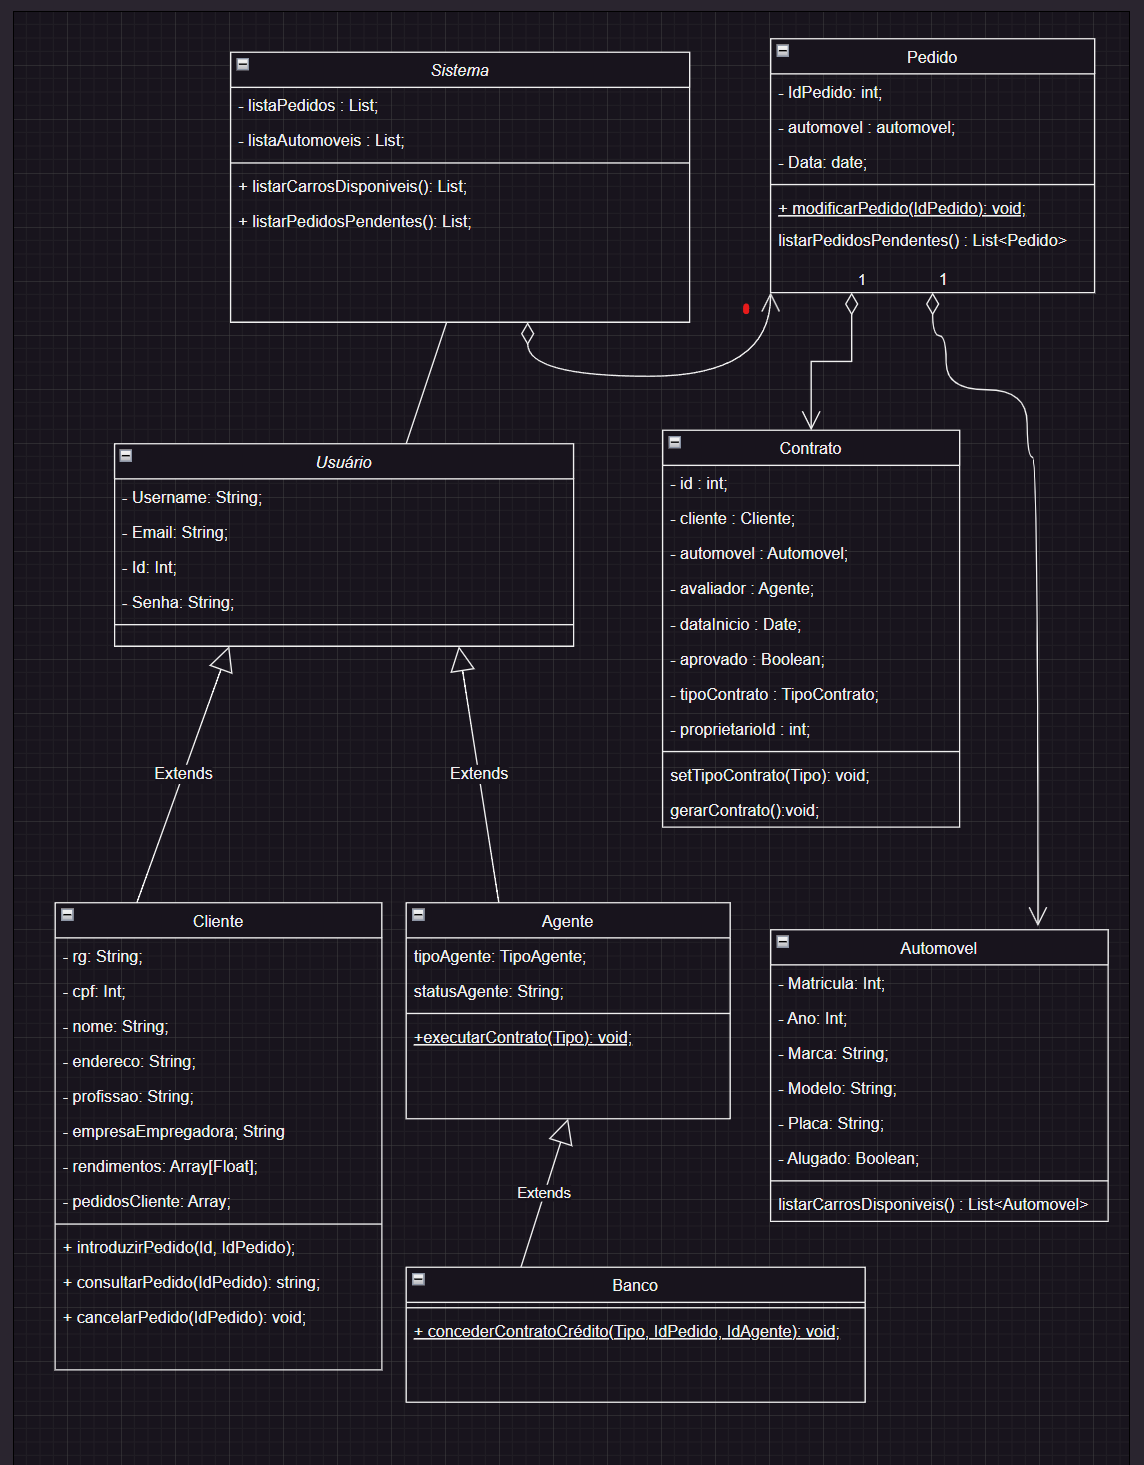 Sistema
- listaPedidos : List;
- listaAutomoveis : List;
+ listarCarrosDisponiveis(): List;
+ listarPedidosPendentes(): List;
Pedido
- IdPedido: int;
- automovel : automovel;
- Data: date;
+ modificarPedido(IdPedido): void;
listarPedidosPendentes() : List<Pedido>
1
1
Usuário
- Username: String;
- Email: String;
- Id: Int;
- Senha: String;
Contrato
- id : int;
- cliente : Cliente;
- automovel : Automovel;
- avaliador : Agente;
- dataInicio : Date;
- aprovado : Boolean;
- tipoContrato : TipoContrato;
- proprietarioId : int;
setTipoContrato(Tipo): void;
gerarContrato():void;
Extends
Extends
Cliente
- rg: String;
- cpf: Int;
- nome: String;
- endereco: String;
- profissao: String;
- empresaEmpregadora; String
- rendimentos: Array[Float];
- pedidosCliente: Array;
+ introduzirPedido(Id, IdPedido);
+ consultarPedido(IdPedido): string;
+ cancelarPedido(IdPedido): void;
Agente
tipoAgente: TipoAgente;
statusAgente: String;
+executarContrato(Tipo): void;
Automovel
- Matricula: Int;
- Ano: Int;
- Marca: String;
- Modelo: String;
- Placa: String;
- Alugado: Boolean;
listarCarrosDisponiveis() : List<Automovel>
Extends
Banco
+ concederContratoCrédito(Tipo, IdPedido, IdAgente): void;